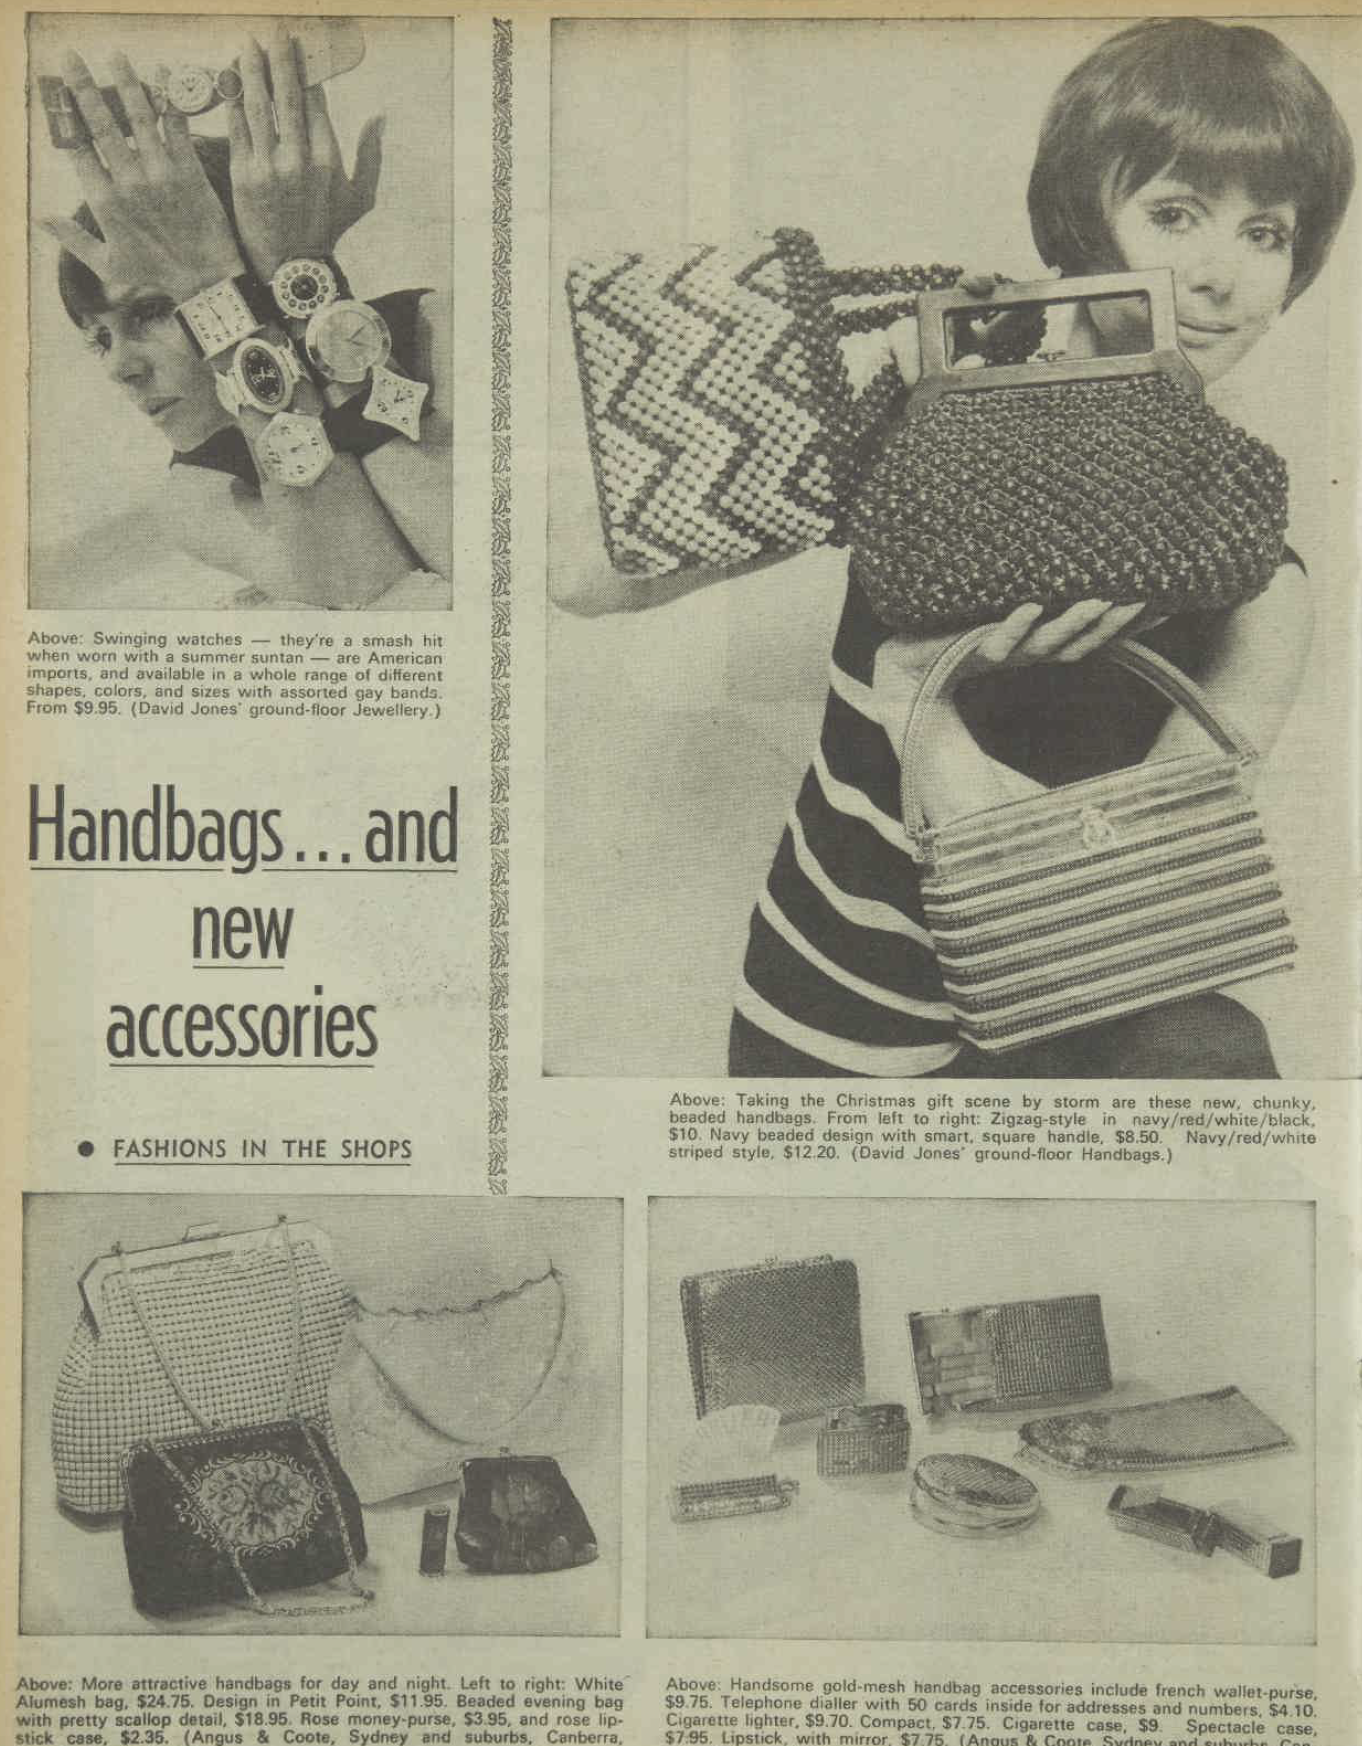 Above: Swinging watches — they're a smash hit
when worn with a summer suntan — are American
imports, and available in a whole range of different
shapes, colors, and sizes with assorted gay bands.
From $9.95. (David Jones' ground-floor Jewellery.)
Handbags...and
new
accessories
● FASHIONS IN THE SHOPS
Above: Taking the Christmas gift scene by storm are these new, chunky,
beaded handbags. From left to right: Zigzag-style in navy/red/white/black,
$10. Navy beaded design with smart, square handle, $8.50. Navy/red/white
striped style, $12.20. (David Jones' ground-floor Handbags.)
Above: More attractive handbags for day and night. Left to right: White
Alumesh bag, $24.75. Design in Petit Point, $11.95. Beaded evening bag
with pretty scallop detail, $18.95. Rose money-purse, $3.95, and rose lip-
stick case, $2.35. (Angus & Coote, Sydney and suburbs, Canberra,
Above: Handsome gold-mesh handbag accessories include french wallet-purse,
$9.75. Telephone dialler with 50 cards inside for addresses and numbers, $4.10.
Cigarette lighter, $9.70. Compact, $7.75. Cigarette case, $9. Spectacle case,
$7.95. Lipstick, with mirror, $7.75. (Angus & Coote, Sydney and suburbs, Can-